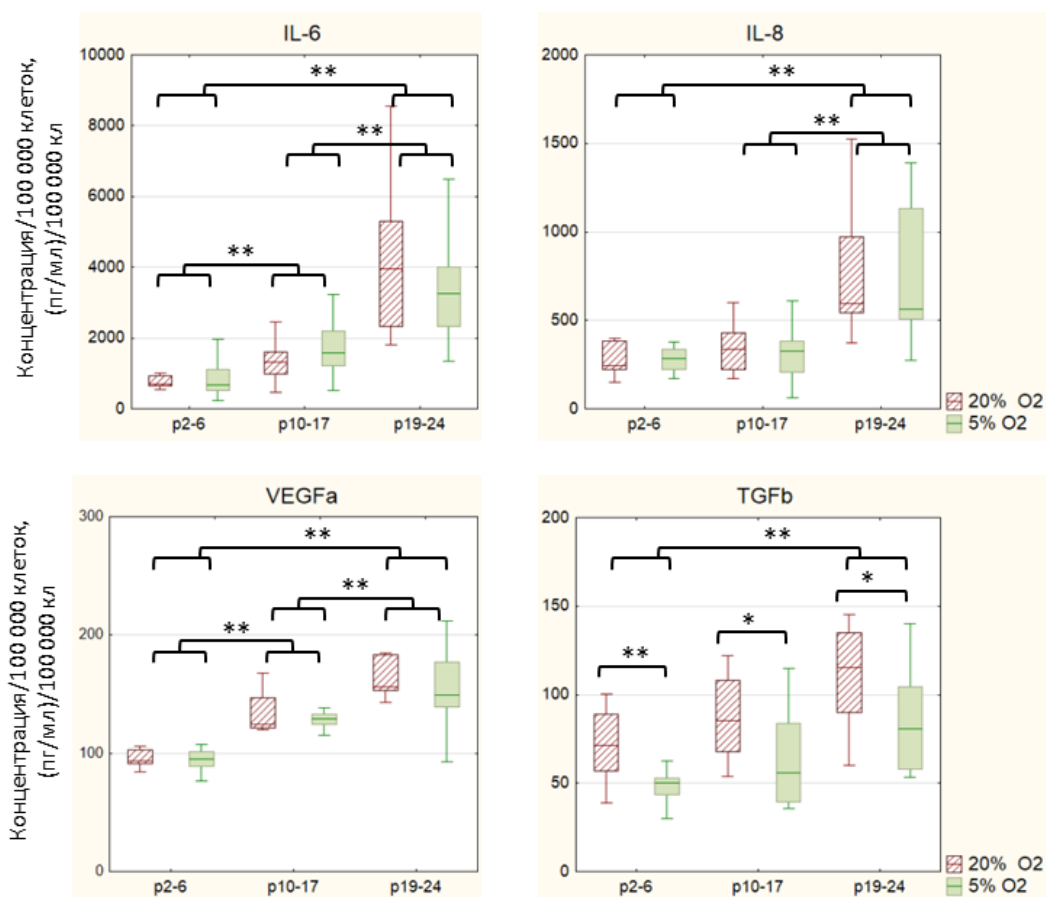 IL-6
Концентрация/100 000 клеток,
(пг/мл)/100 000 кл
10000
8000
6000
4000
2000
0
**
**
**
p2-6
p10-17
p19-24
IL-8
2000
1500
1000
500
0
**
**
p2-6
p10-17
p19-24
20% O2
5% O2
VEGFa
Концентрация/100 000 клеток,
(пг/мл)/100 000 кл
300
200
100
0
**
**
**
p2-6
p10-17
p19-24
TGFb
200
150
100
50
0
**
*
*
**
p2-6
p10-17
p19-24
20% O2
5% O2